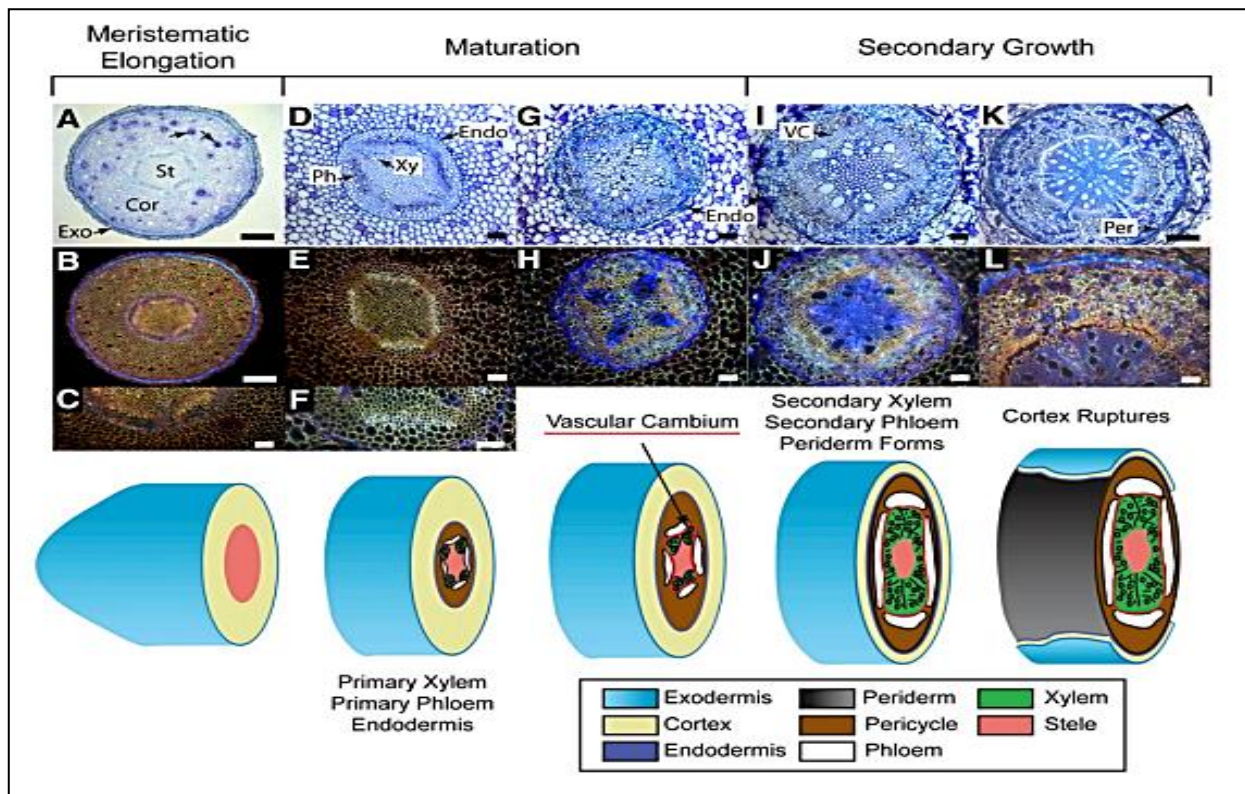 Meristematic
Elongation
Maturation
Secondary Growth
A
St
Cor
Exo
D
Endo
Ph
Xy
G
Endo
I
VC
K
Per
B
E
H
J
L
C
F
Vascular Cambium
Secondary Xylem
Secondary Phloem
Periderm Forms
Cortex Ruptures
Primary Xylem
Primary Phloem
Endodermis
Exodermis
Cortex
Endodermis
Periderm
Pericycle
Phloem
Xylem
Stele